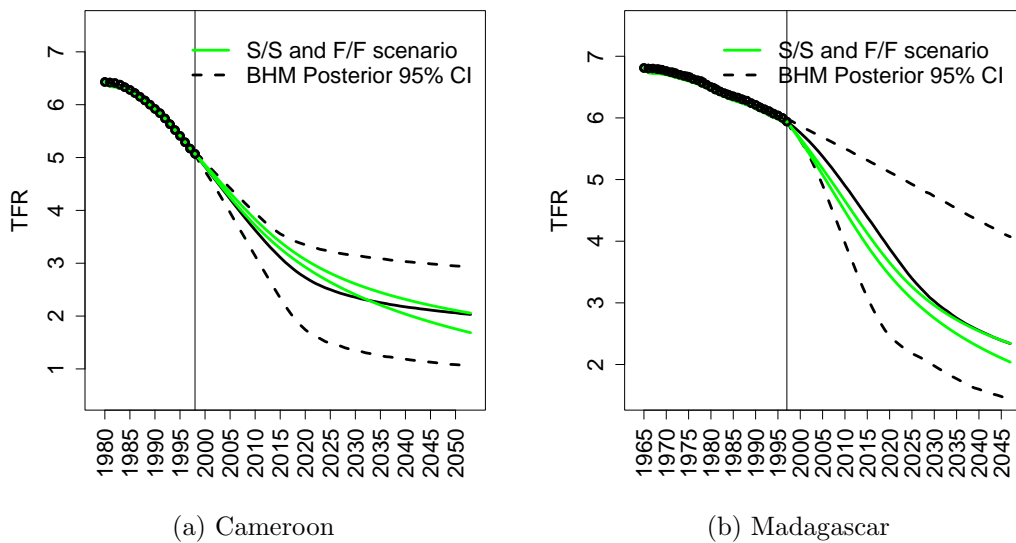 S/S and F/F scenario
BHM Posterior 95% CI
TFR
7
6
5
4
3
2
1
1980 1985 1990 1995 2000 2005 2010 2015 2020 2025 2030 2035 2040 2045 2050
(a) Cameroon
S/S and F/F scenario
BHM Posterior 95% CI
TFR
7
6
5
4
3
2
1965 1970 1975 1980 1985 1990 1995 2000 2005 2010 2015 2020 2025 2030 2035 2040 2045
(b) Madagascar